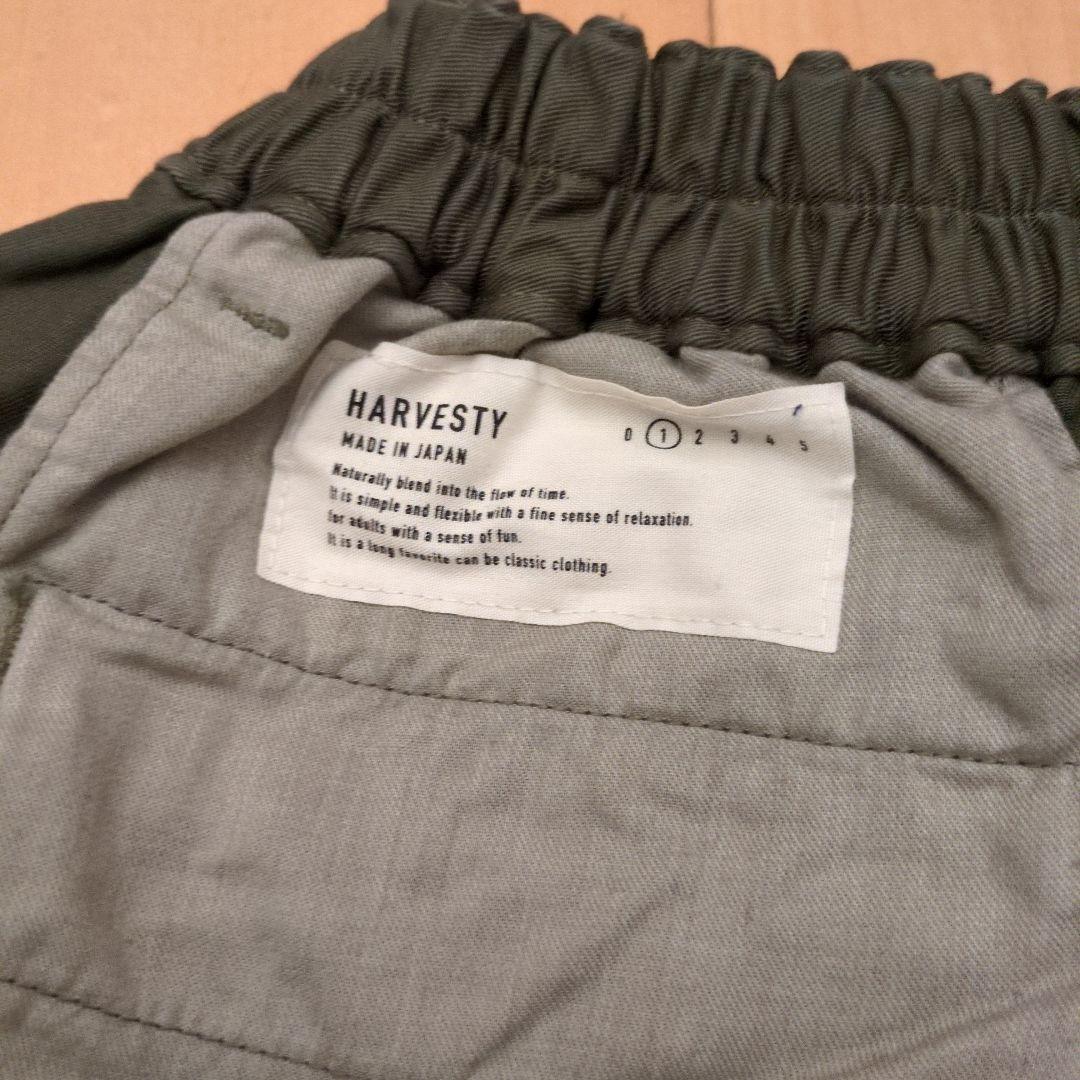 HARVESTY
MADE IN JAPAN
0 1 2 3 4 5
Naturally blend into the flow of time.
It is simple and flexible with a fine sense of relaxation.
for adults with a sense of fun.
It is a long favorite can be classic clothing.